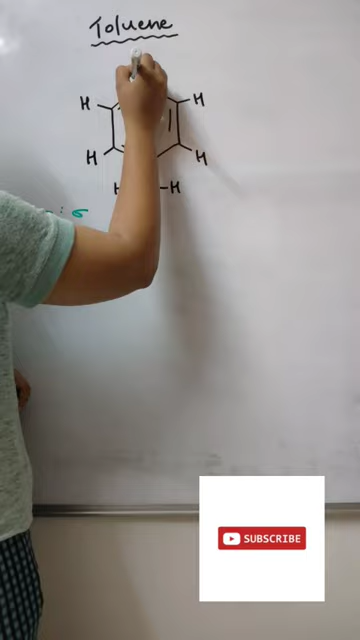 Toluene
H H
H H
H H
: σ
SUBSCRIBE